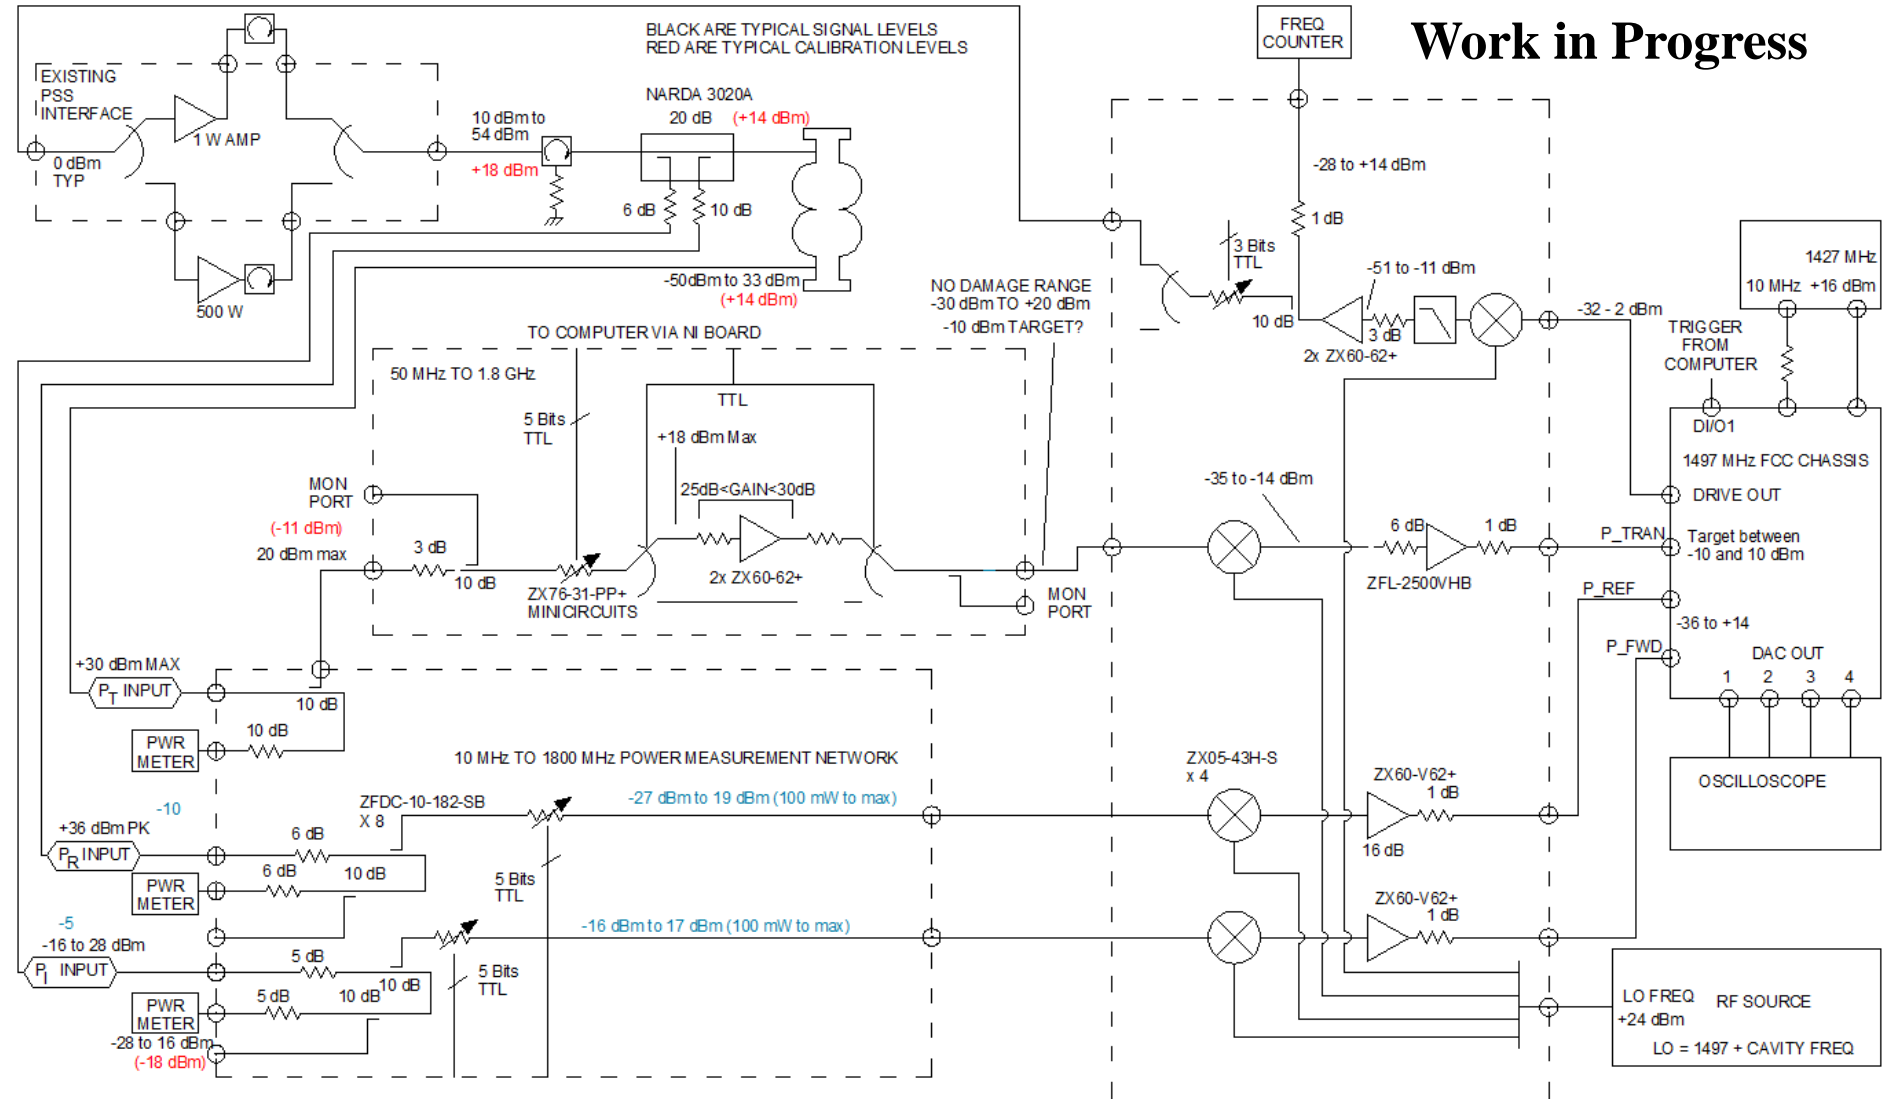 Work in Progress
BLACK ARE TYPICAL SIGNAL LEVELS
RED ARE TYPICAL CALIBRATION LEVELS
FREQ
COUNTER
EXISTING
PSS
INTERFACE
1 W AMP
0 dBm
TYP
500 W
10 dBm to
54 dBm
+18 dBm
NARDA 3020A
20 dB
(+14 dBm)
6 dB
10 dB
-50dBm to 33 dBm
(+14 dBm)
NO DAMAGE RANGE
-30 dBm TO +20 dBm
-10 dBm TARGET?
-28 to +14 dBm
1 dB
3 Bits
TTL
-51 to -11 dBm
10 dB
3 dB
2x ZX60-62+
-32 - 2 dBm
1427 MHz
10 MHz
+16 dBm
TRIGGER
FROM
COMPUTER
DI/O1
1497 MHz FCC CHASSIS
DRIVE OUT
P_TRAN
Target between
-10 and 10 dBm
P_REF
-36 to +14
P_FWD
DAC OUT
1
2
3
4
OSCILLOSCOPE
TO COMPUTER VIA NI BOARD
50 MHz TO 1.8 GHz
5 Bits
TTL
TTL
+18 dBm Max
25dB<GAIN<30dB
2x ZX60-62+
MON
PORT
(-11 dBm)
20 dBm max
3 dB
10 dB
ZX76-31-PP+
MINICIRCUITS
MON
PORT
-35 to -14 dBm
6 dB
1 dB
ZFL-2500VHB
+30 dBm MAX
PT INPUT
10 dB
10 dB
PWR
METER
10 MHz TO 1800 MHz POWER MEASUREMENT NETWORK
-10
ZFDC-10-182-SB
X 8
-27 dBm to 19 dBm (100 mW to max)
+36 dBm PK
PR INPUT
6 dB
6 dB
10 dB
PWR
METER
5 Bits
TTL
-5
-16 to 28 dBm
PI INPUT
5 dB
5 dB
10 dB
10 dB
PWR
METER
-28 to 16 dBm
(-18 dBm)
5 Bits
TTL
-16 dBm to 17 dBm (100 mW to max)
ZX05-43H-S
x 4
ZX60-V62+
1 dB
16 dB
ZX60-V62+
1 dB
LO FREQ
+24 dBm
RF SOURCE
LO = 1497 + CAVITY FREQ